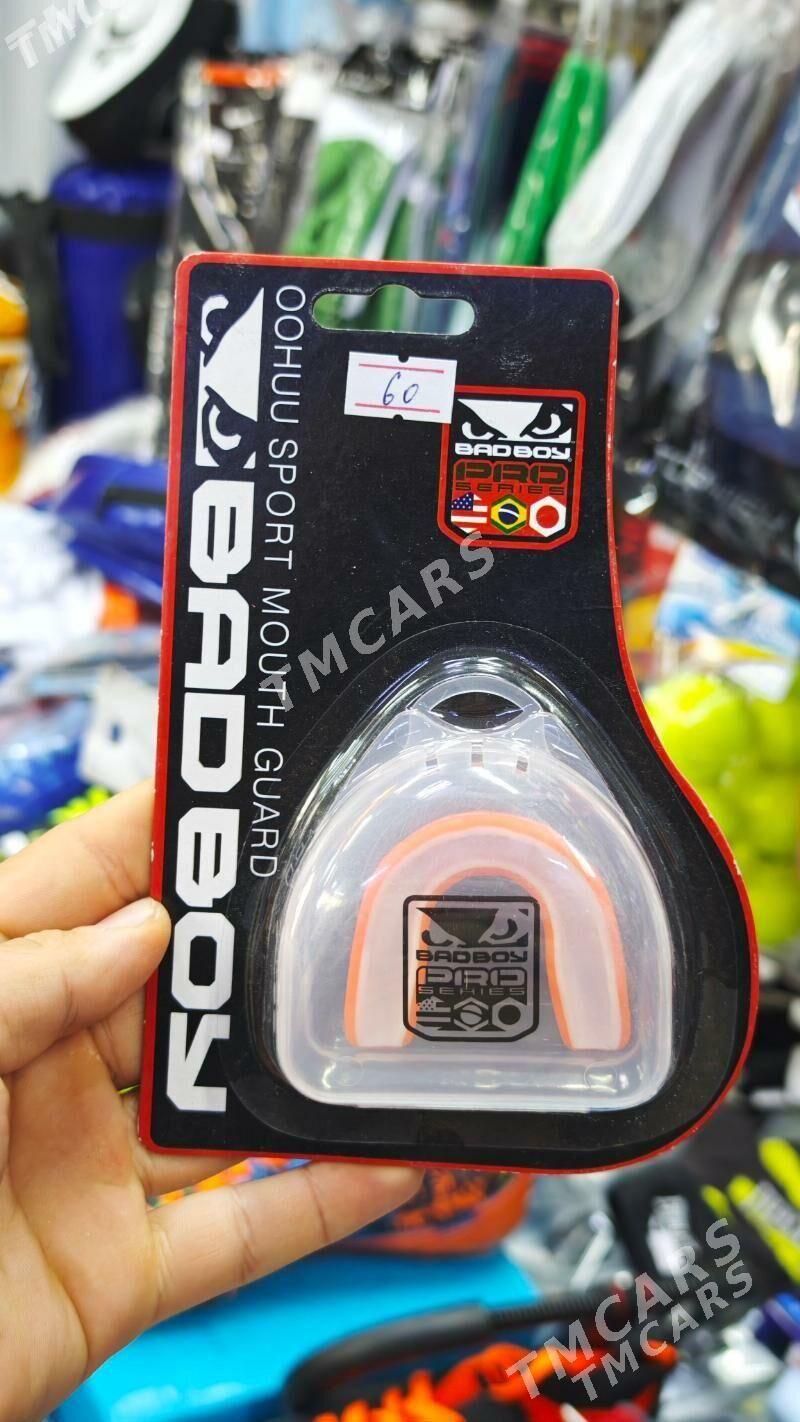 TMCARS
60
BAD BOY
PRO
SERIES
OOHUU SPORT MOUTH GUARD
BAD BOY
TMCARS
BAD BOY
PRO
SERIES
TMCARS
TMCARS